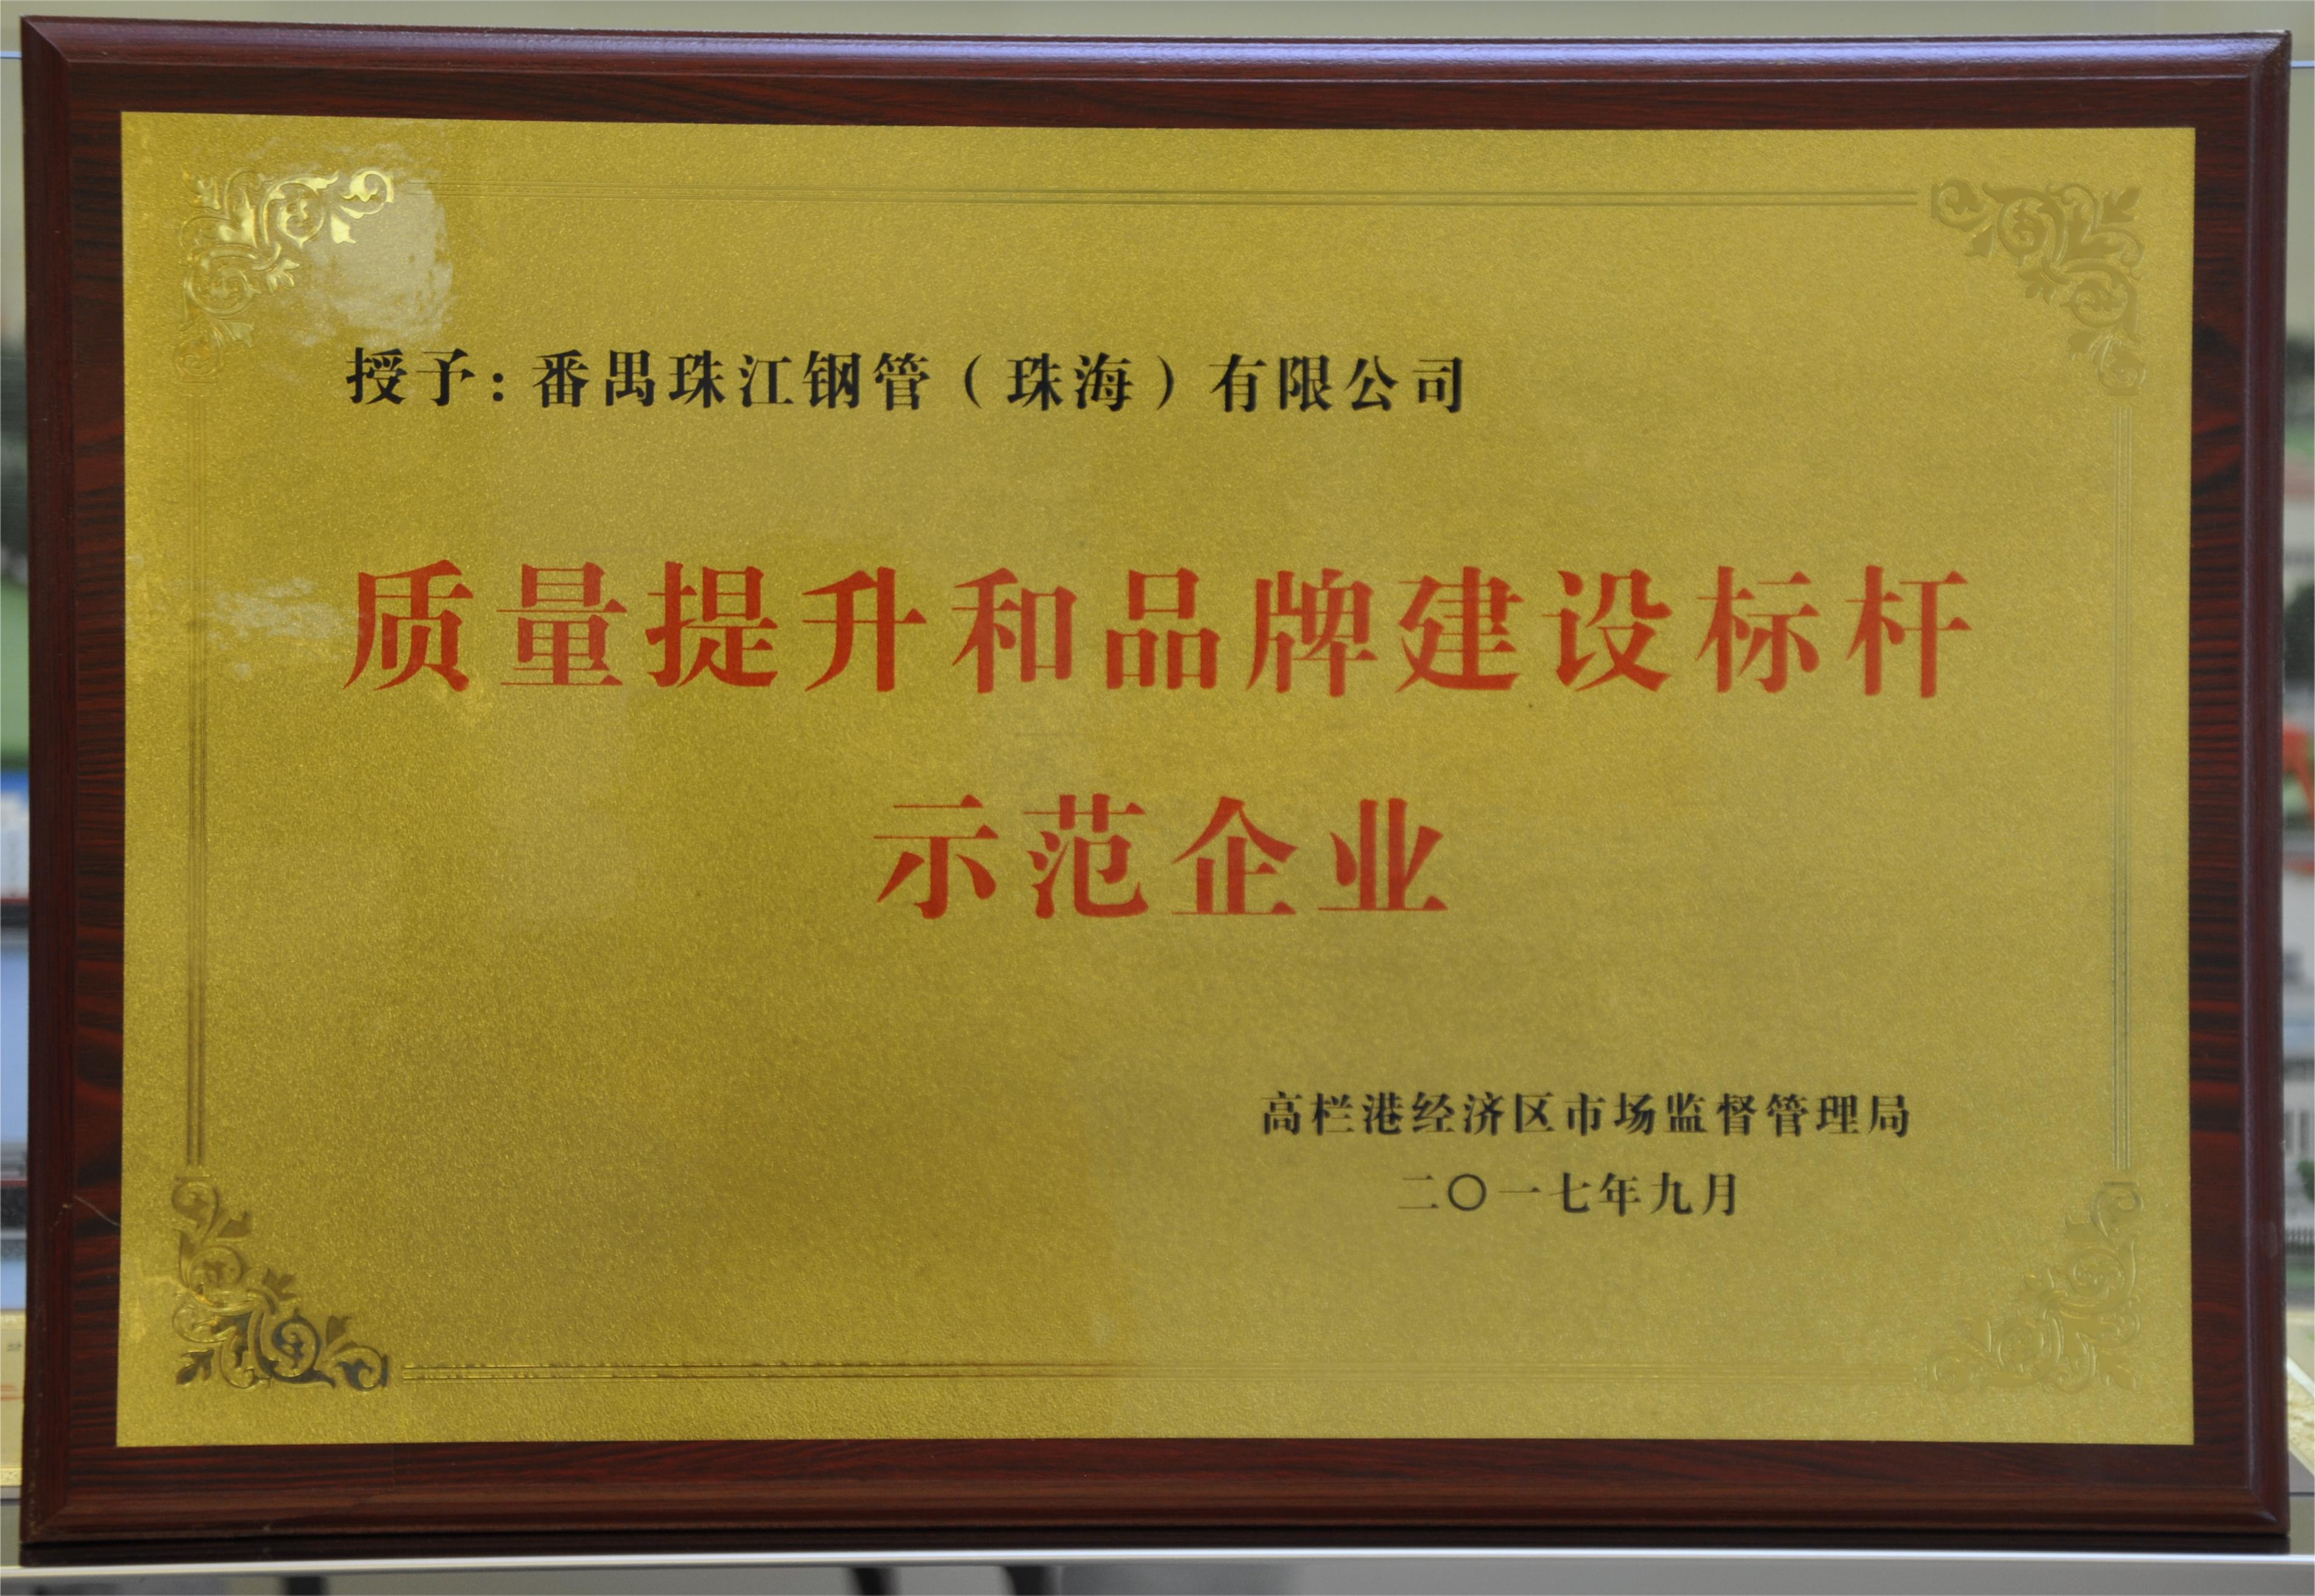 授予：番禺珠江钢管（珠海）有限公司
质量提升和品牌建设标杆
示范企业
高栏港经济区市场监督管理局
二〇一七年九月